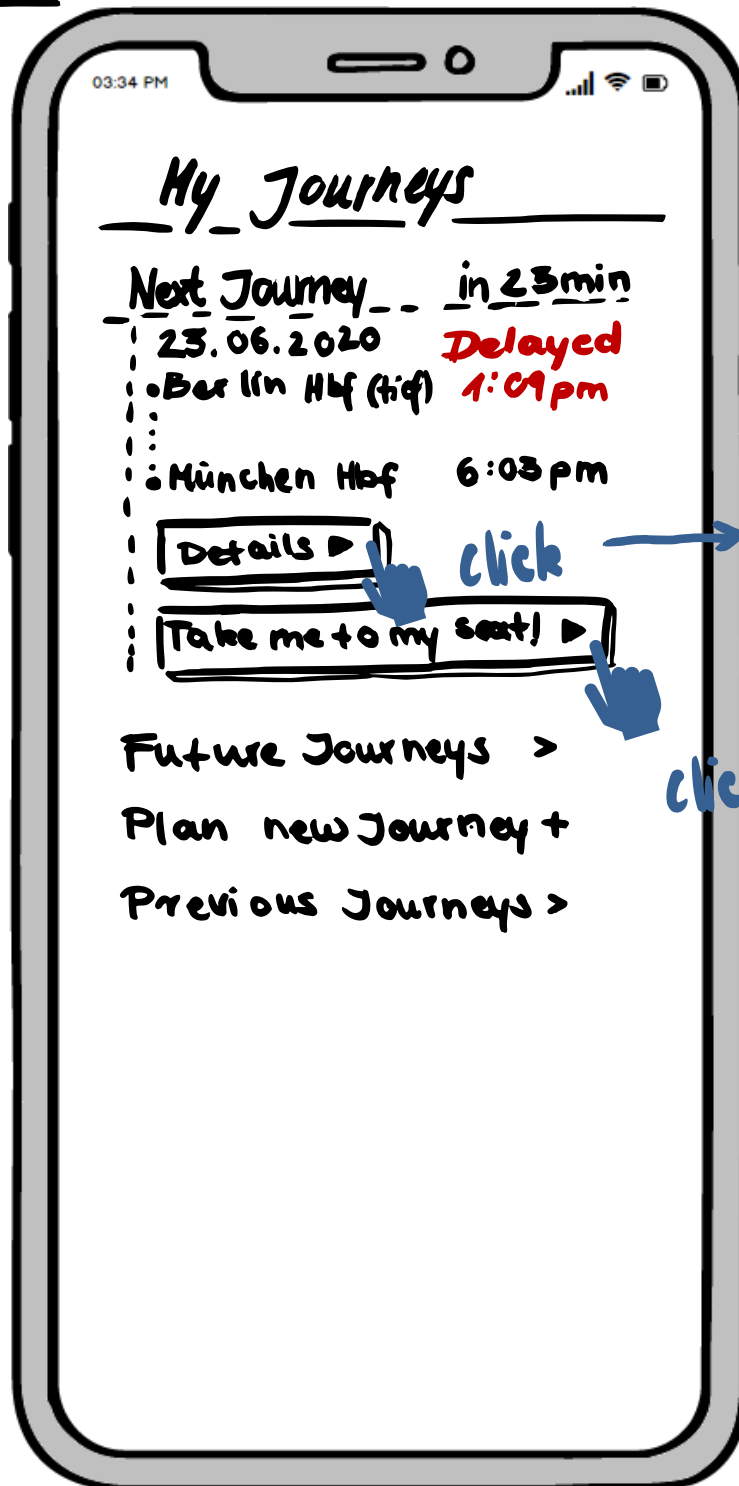 03:34 PM
My Journeys
Next Journey in 23min
23.06.2020 Delayed
Berlin Hbf (tief) 1:09pm
München Hbf 6:03pm
Details ▶
click
Take me to my seat! ▶
clic
Future Journeys >
Plan new Journey +
Previous Journeys >